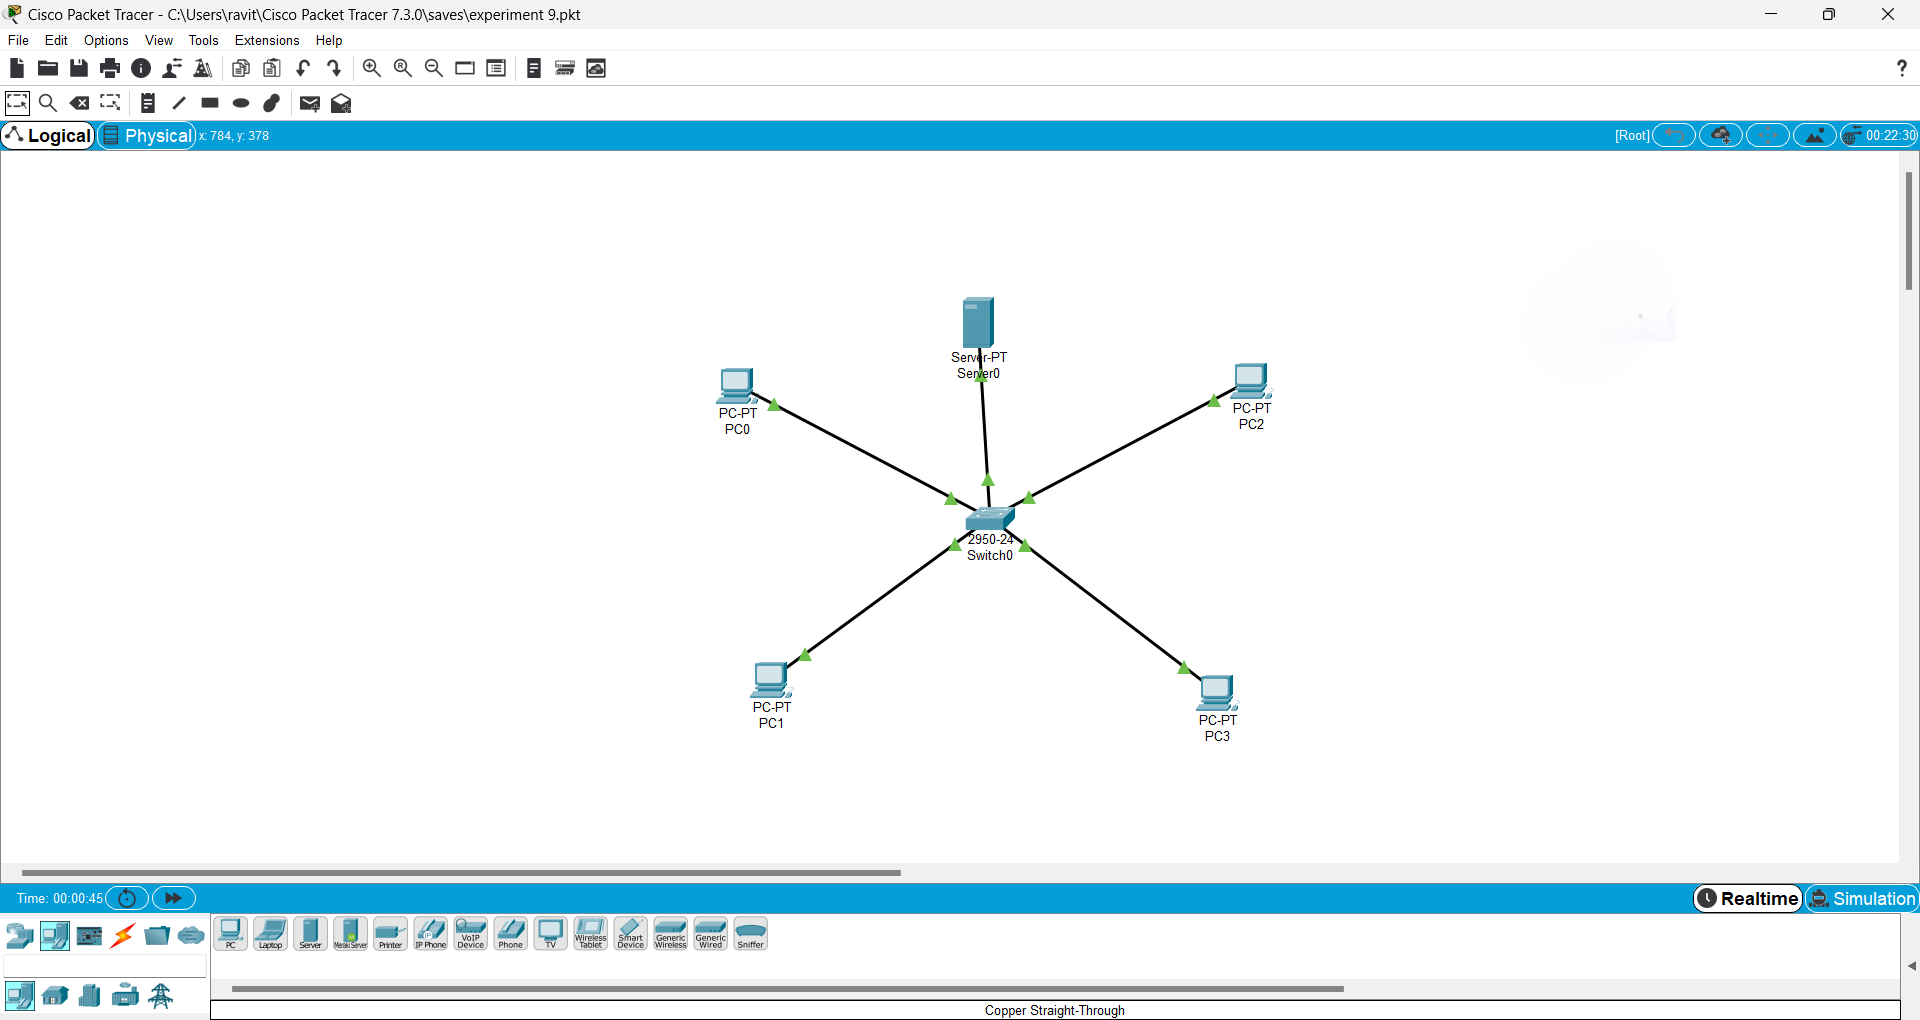 Cisco Packet Tracer - C:\Users\ravit\Cisco Packet Tracer 7.3.0\saves\experiment 9.pkt
File Edit Options View Tools Extensions Help
Logical Physical x: 784, y: 378 [Root] 00:22:30
Server-PT
Server0
PC-PT
PC0
PC-PT
PC2
2950-24
Switch0
PC-PT
PC1
PC-PT
PC3
Time: 00:00:45 Realtime Simulation
PC
Laptop
Server
Meraki Server
Printer
IP Phone
VoIP
Device
Phone
TV
Wireless
Tablet
Smart
Device
Generic
Wireless
Generic
Wired
Sniffer
Copper Straight-Through